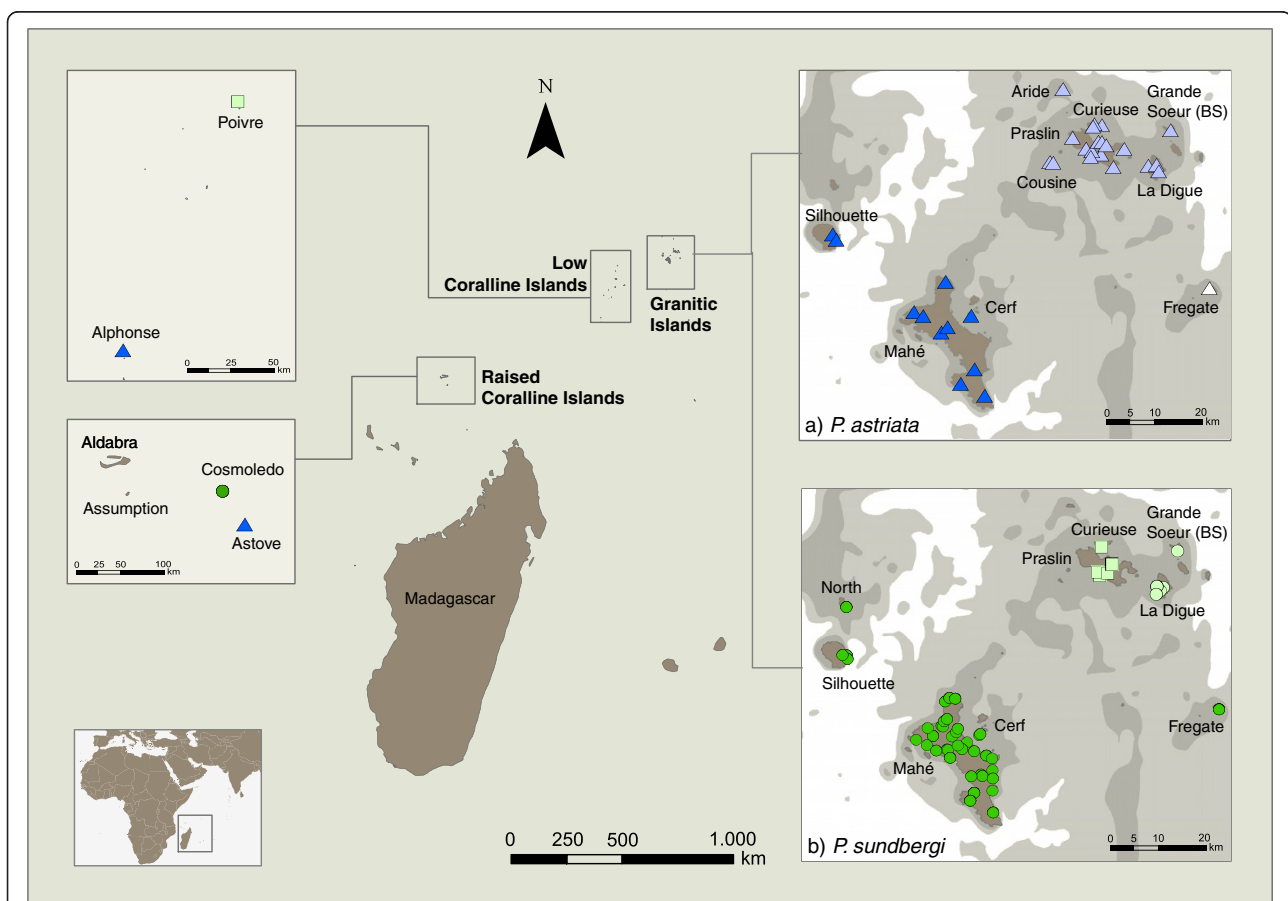 Poivre
Alphonse
0 25 50
km
Aldabra
Cosmoledo
Assumption
Astove
0 25 50 100
km
N
Low
Coralline Islands
Granitic
Islands
Raised
Coralline Islands
Madagascar
0 250 500 1.000
km
Aride
Grande
Soeur (BS)
Curieuse
Praslin
Cousine
La Digue
Silhouette
Cerf
Fregate
Mahé
0 5 10 20
km
a) P. astriata
Grande
Soeur (BS)
Curieuse
Praslin
North
La Digue
Silhouette
Cerf
Fregate
Mahé
0 5 10 20
km
b) P. sundbergi